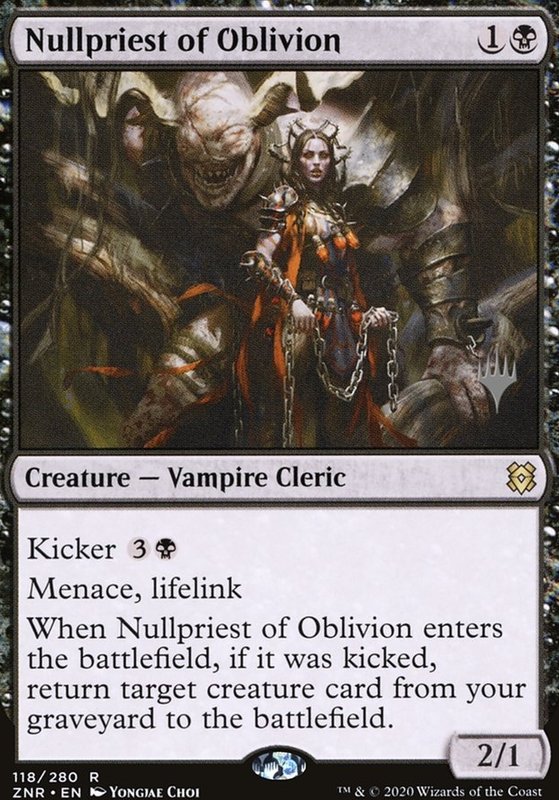 Nullpriest of Oblivion 1
Creature — Vampire Cleric
Kicker 3
Menace, lifelink
When Nullpriest of Oblivion enters
the battlefield, if it was kicked,
return target creature card from your
graveyard to the battlefield.
2/1
118/280 R
ZNR • EN Yongjae Choi
™ & © 2020 Wizards of the Coast